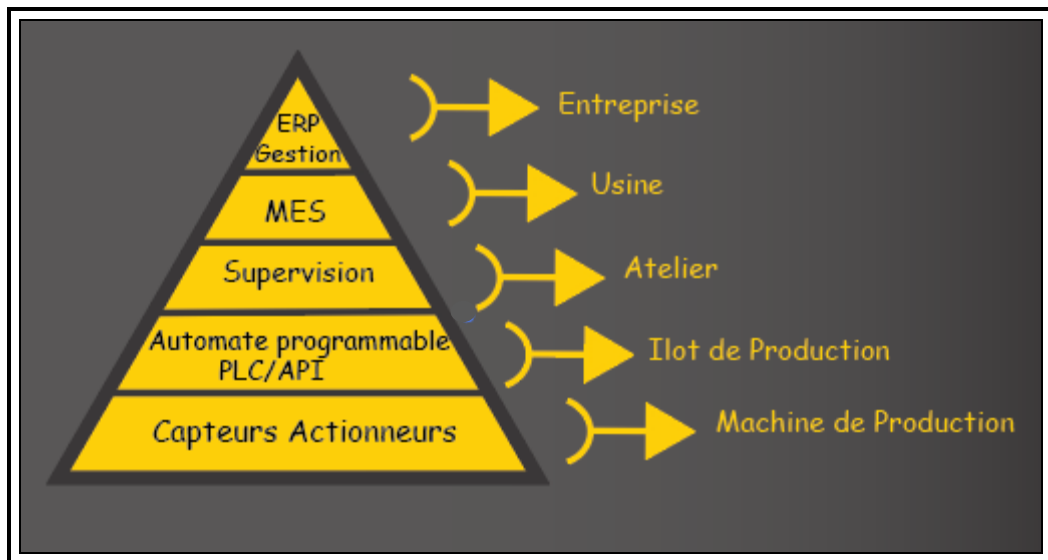 ERP
Gestion
Entreprise
MES
Usine
Supervision
Atelier
Automate programmable
PLC/API
Ilot de Production
Capteurs Actionneurs
Machine de Production